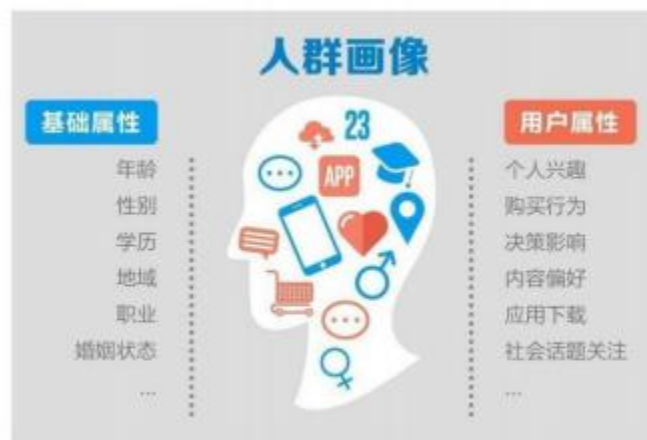 人群画像
基础属性
年龄
性别
学历
地域
职业
婚姻状态
...
23
APP
用户属性
个人兴趣
购买行为
决策影响
内容偏好
应用下载
社会话题关注
...